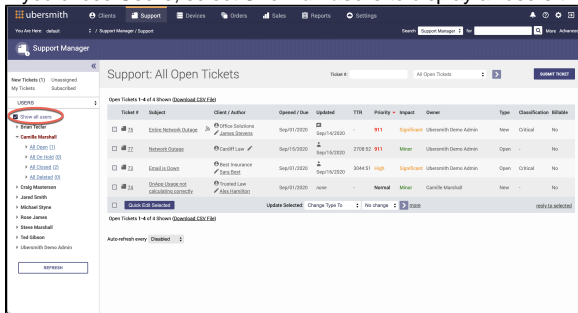 ubersmith
Clients Support Devices Orders Sales Reports Settings
You Are Here default / Support Manager / Support Search Support Manager for More Advanced
Support Manager
New Tickets (1) Unassigned
My Tickets Subscribed
USERS
Show all users
Brian Tecler
Camille Marshall
All Open (1)
All On Hold (0)
All Closed (2)
All Deleted (0)
Craig Masterson
Jared Smith
Michael Styne
Rose James
Steve Marshall
Ted Gibson
Ubersmith Demo Admin
REFRESH
Support: All Open Tickets Ticket #: All Open Tickets SUBMIT TICKET
Open Tickets 1-4 of 4 Shown (Download CSV File)
Ticket # Subject Client / Author Opened / Due Updated TTR Priority Impact Owner Type Classification Billable
76 Entire Network Outage Office Solutions James Stevens Sep/01/2020 Sep/14/2020 - 911 Significant Ubersmith Demo Admin New Critical No
77 Network Outage Cardiff Law Sep/15/2020 Sep/16/2020 2708:52 911 Minor Ubersmith Demo Admin Open - No
73 Email is Down Best Insurance Sara Best Sep/01/2020 Sep/16/2020 3044:51 High Significant Ubersmith Demo Admin Open Critical No
74 OnApp Usage not calculating correctly Trusted Law Alex Hamilton Sep/01/2020 none - Normal Minor Camille Marshall New - No
Quick Edit Selected Update Selected: Change Type To No change more reply to selected
Open Tickets 1-4 of 4 Shown (Download CSV File)
Auto-refresh every Disabled